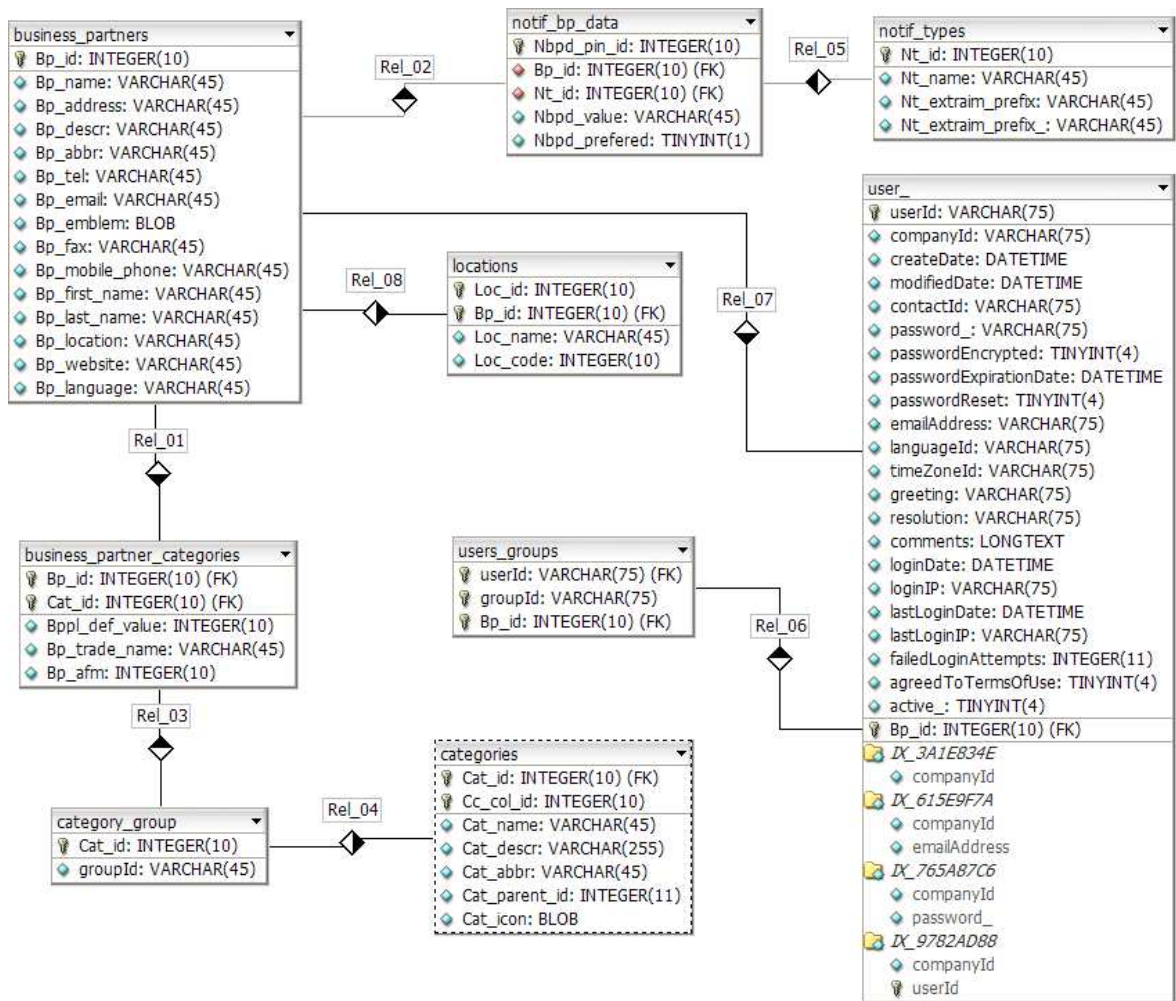 business_partners
Bp_id: INTEGER(10)
Bp_name: VARCHAR(45)
Bp_address: VARCHAR(45)
Bp_descr: VARCHAR(45)
Bp_abbr: VARCHAR(45)
Bp_tel: VARCHAR(45)
Bp_email: VARCHAR(45)
Bp_emblem: BLOB
Bp_fax: VARCHAR(45)
Bp_mobile_phone: VARCHAR(45)
Bp_first_name: VARCHAR(45)
Bp_last_name: VARCHAR(45)
Bp_location: VARCHAR(45)
Bp_website: VARCHAR(45)
Bp_language: VARCHAR(45)
Rel_02
notif_bp_data
Nbpd_pin_id: INTEGER(10)
Bp_id: INTEGER(10) (FK)
Nt_id: INTEGER(10) (FK)
Nbpd_value: VARCHAR(45)
Nbpd_prefered: TINYINT(1)
Rel_05
notif_types
Nt_id: INTEGER(10)
Nt_name: VARCHAR(45)
Nt_extraim_prefix: VARCHAR(45)
Nt_extraim_prefix_: VARCHAR(45)
Rel_08
locations
Loc_id: INTEGER(10)
Bp_id: INTEGER(10) (FK)
Loc_name: VARCHAR(45)
Loc_code: INTEGER(10)
Rel_07
user_
userId: VARCHAR(75)
companyId: VARCHAR(75)
createDate: DATETIME
modifiedDate: DATETIME
contactId: VARCHAR(75)
password_: VARCHAR(75)
passwordEncrypted: TINYINT(4)
passwordExpirationDate: DATETIME
passwordReset: TINYINT(4)
emailAddress: VARCHAR(75)
languageId: VARCHAR(75)
timeZoneId: VARCHAR(75)
greeting: VARCHAR(75)
resolution: VARCHAR(75)
comments: LONGTEXT
loginDate: DATETIME
loginIP: VARCHAR(75)
lastLoginDate: DATETIME
lastLoginIP: VARCHAR(75)
failedLoginAttempts: INTEGER(11)
agreedToTermsOfUse: TINYINT(4)
active_: TINYINT(4)
Bp_id: INTEGER(10) (FK)
IX_3A1E834E
companyId
IX_615E9F7A
companyId
emailAddress
IX_765A87C6
companyId
password_
IX_9782AD88
companyId
userId
Rel_01
business_partner_categories
Bp_id: INTEGER(10) (FK)
Cat_id: INTEGER(10) (FK)
Bppl_def_value: INTEGER(10)
Bp_trade_name: VARCHAR(45)
Bp_afm: INTEGER(10)
users_groups
userId: VARCHAR(75) (FK)
groupId: VARCHAR(75)
Bp_id: INTEGER(10) (FK)
Rel_06
Rel_03
category_group
Cat_id: INTEGER(10)
groupId: VARCHAR(45)
Rel_04
categories
Cat_id: INTEGER(10) (FK)
Cc_col_id: INTEGER(10)
Cat_name: VARCHAR(45)
Cat_descr: VARCHAR(255)
Cat_abbr: VARCHAR(45)
Cat_parent_id: INTEGER(11)
Cat_icon: BLOB